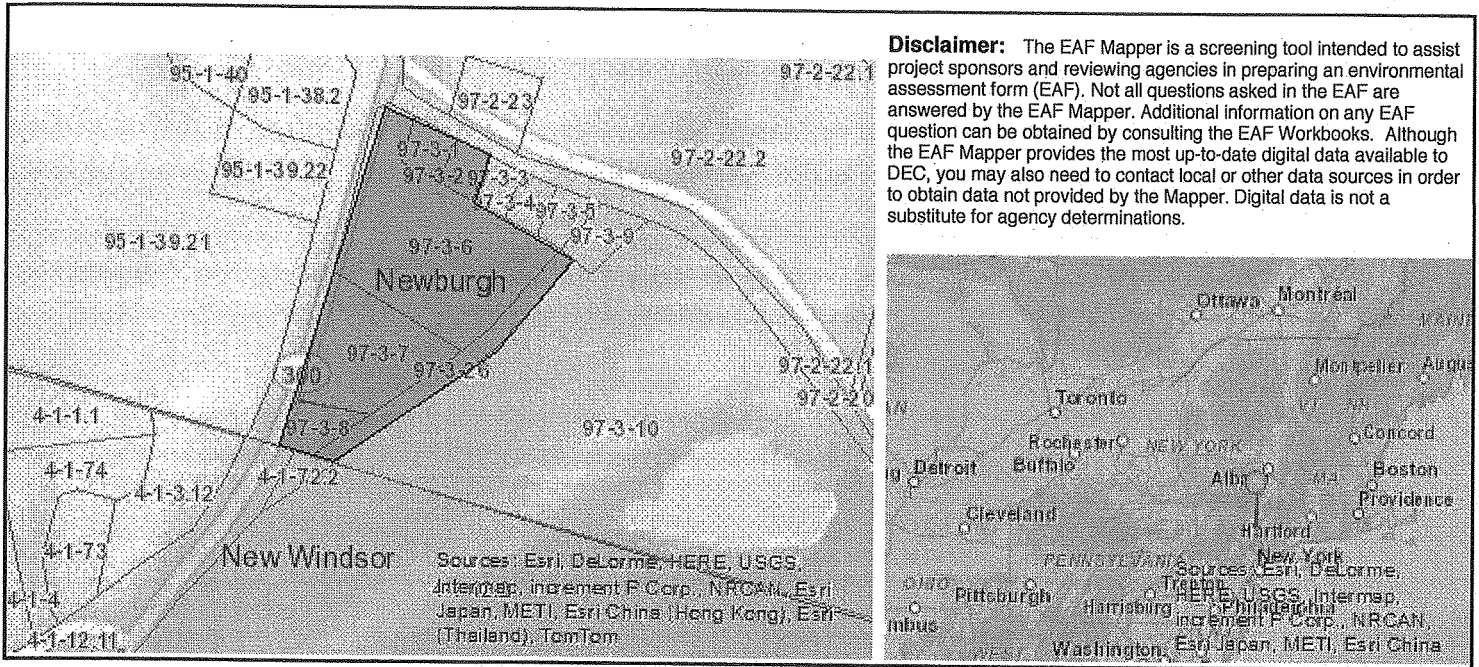 Disclaimer: The EAF Mapper is a screening tool intended to assist
project sponsors and reviewing agencies in preparing an environmental
assessment form (EAF). Not all questions asked in the EAF are
answered by the EAF Mapper. Additional information on any EAF
question can be obtained by consulting the EAF Workbooks. Although
the EAF Mapper provides the most up-to-date digital data available to
DEC, you may also need to contact local or other data sources in order
to obtain data not provided by the Mapper. Digital data is not a
substitute for agency determinations.
95-1-40
95-1-38.2
95-1-39.22
95-1-39.21
97-2-23
97-2-22.1
97-2-22.2
97-3-1
97-3-2
97-3-3
97-3-4
97-3-5
97-3-9
97-3-6
Newburgh
97-3-7
97-3-26
300
97-3-8
97-3-10
97-2-22.1
97-2-20
4-1-1.1
4-1-74
4-1-3.12
4-1-72.2
4-1-73
4-1-4
4-1-12.11
New Windsor
Sources: Esri, DeLorme, HERE, USGS,
Intermap, increment P Corp., NRCAN, Esri
Japan, METI, Esri China (Hong Kong), Esri
(Thailand), TomTom
Ottawa
Montréal
Montpelier
Toronto
Concord
Rochester
NEW YORK
Buffalo
Detroit
Boston
MA
Providence
Cleveland
Hartford
PENNSYLVANIA
New York
OHIO
Pittsburgh
Trenton
Harrisburg
Philadelphia
mbus
WEST
Washington
Sources: Esri, DeLorme,
HERE, USGS, Intermap,
increment P Corp., NRCAN,
Esri Japan, METI, Esri China